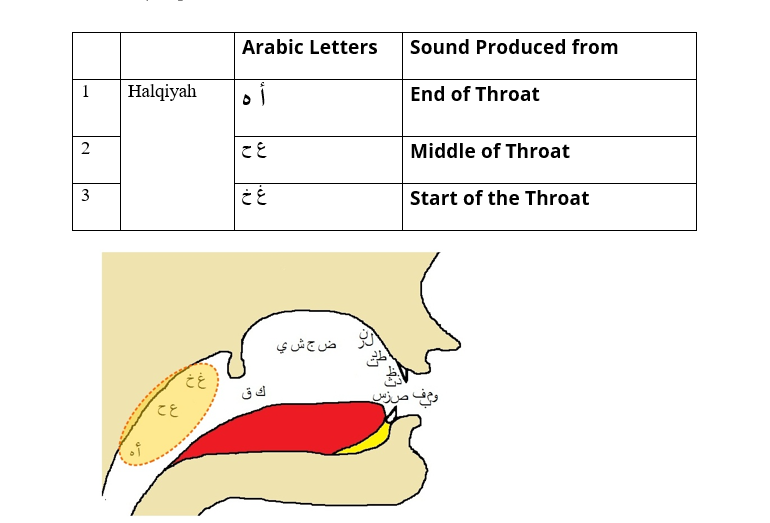 Arabic Letters Sound Produced from
1 Halqiyah أ ه End of Throat
2 ع ح Middle of Throat
3 غ خ Start of the Throat
ل ن ر
ض ج ش ي
ط د ت
ظ ذ ث
غ خ
ك ق
ص ز س
و م ب ف
ع ح
أ ه